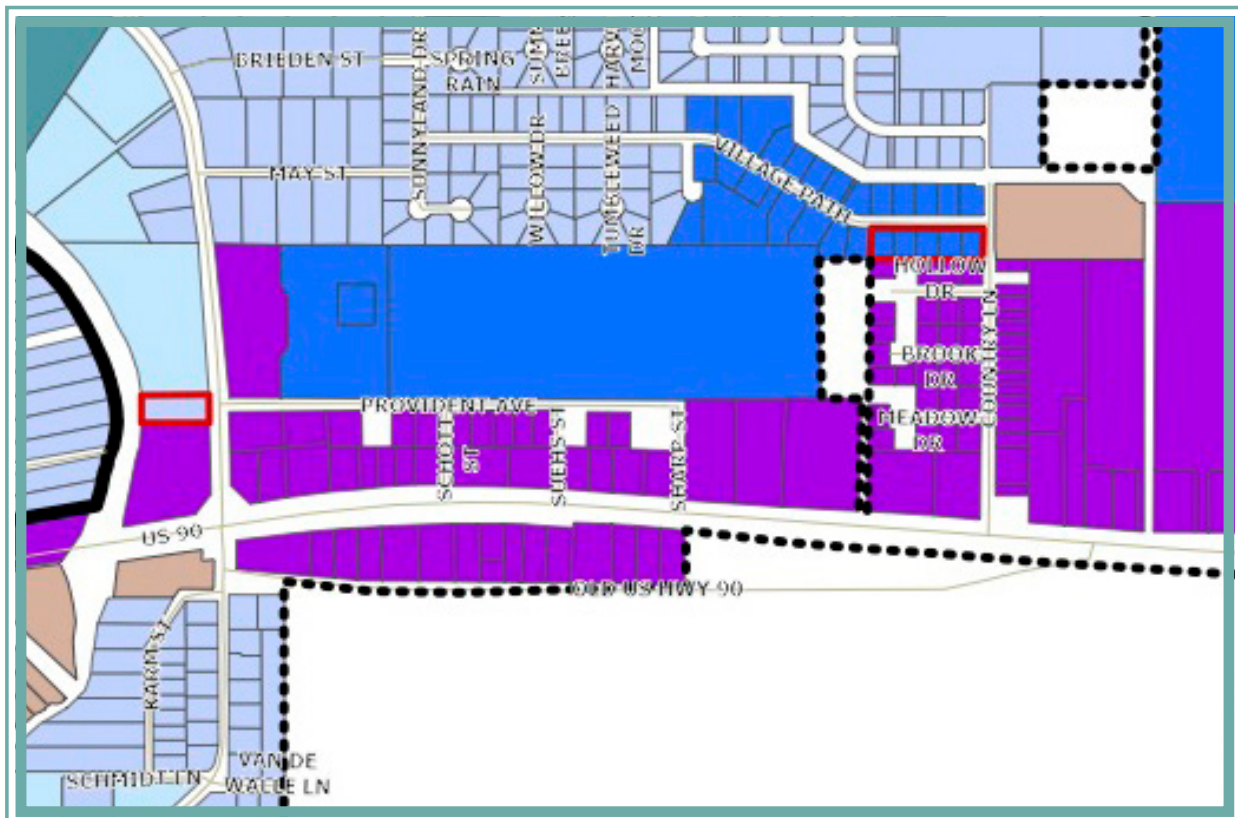 BRIEDEN ST
SPRING
RAIN
SUNNYLAND DR
MAY ST
WILLOW DR
TUMBLEWEED
DR
VILLAGE PATH
HOLLOW
DR
BROOK
DR
COUNTRY LN
MEADOW
DR
PROVIDENT AVE
SCHOTT
ST
SUEHS ST
SHARP ST
US 90
OLD US HWY 90
KARM ST
SCHMIDT LN
VAN DE
WALLE LN